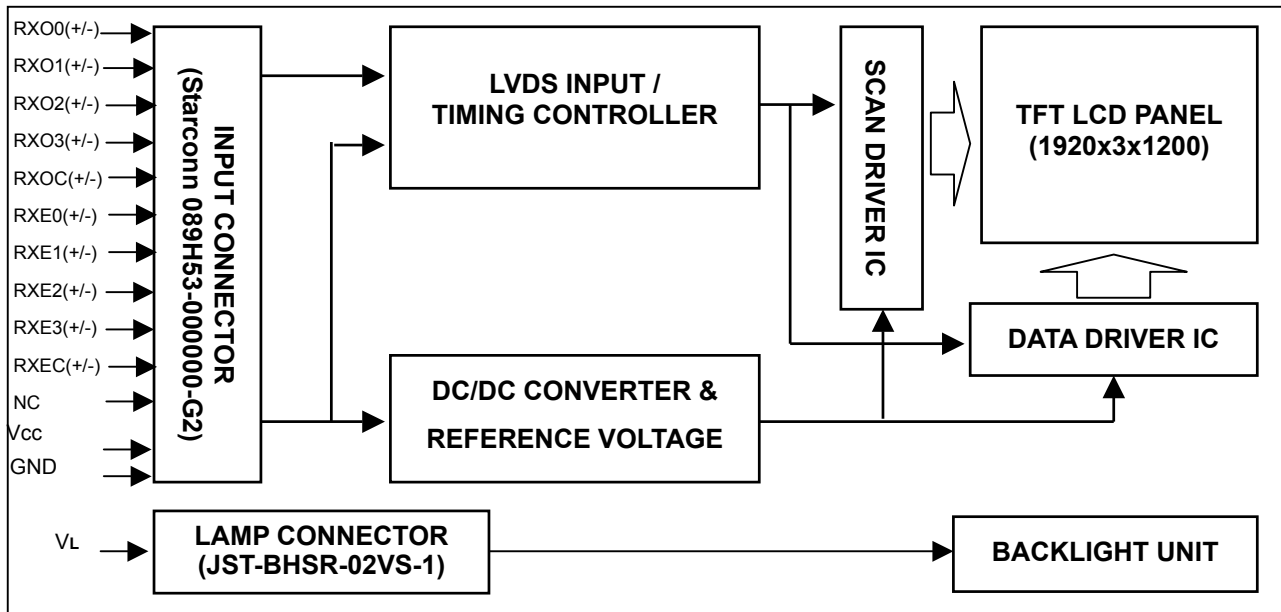 RXO0(+/-)
RXO1(+/-)
RXO2(+/-)
RXO3(+/-)
RXOC(+/-)
RXE0(+/-)
RXE1(+/-)
RXE2(+/-)
RXE3(+/-)
RXEC(+/-)
NC
Vcc
GND
VL
INPUT CONNECTOR
(Starconn 089H53-000000-G2)
LVDS INPUT /
TIMING CONTROLLER
DC/DC CONVERTER &
REFERENCE VOLTAGE
SCAN DRIVER IC
TFT LCD PANEL
(1920x3x1200)
DATA DRIVER IC
LAMP CONNECTOR
(JST-BHSR-02VS-1)
BACKLIGHT UNIT